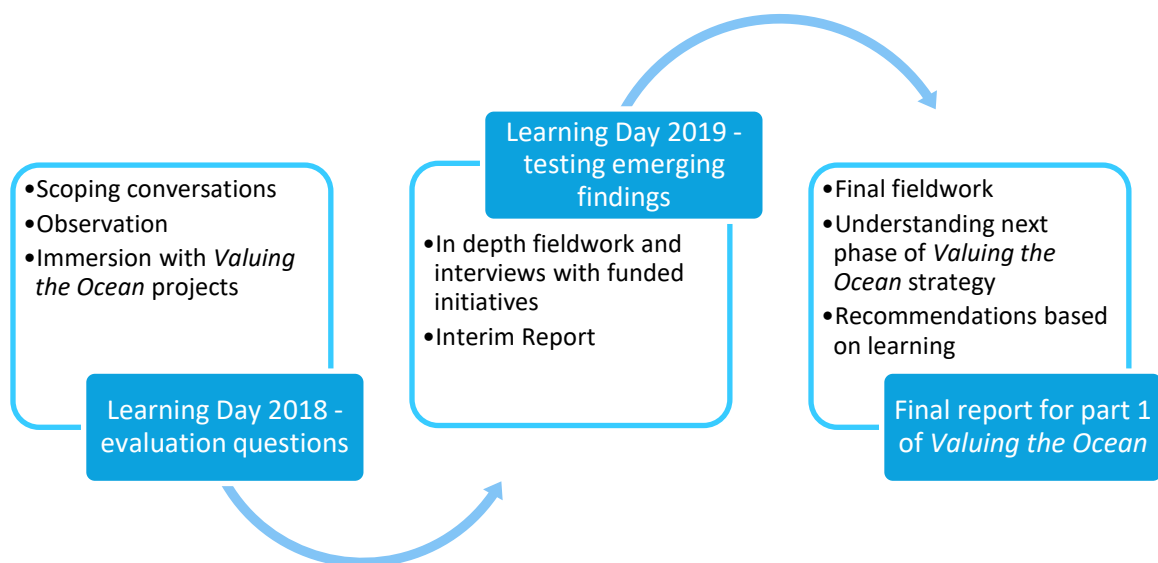 •Scoping conversations
•Observation
•Immersion with Valuing
the Ocean projects
Learning Day 2018 -
evaluation questions
Learning Day 2019 -
testing emerging
findings
•In depth fieldwork and
interviews with funded
initiatives
•Interim Report
•Final fieldwork
•Understanding next
phase of Valuing the
Ocean strategy
•Recommendations based
on learning
Final report for part 1
of Valuing the Ocean